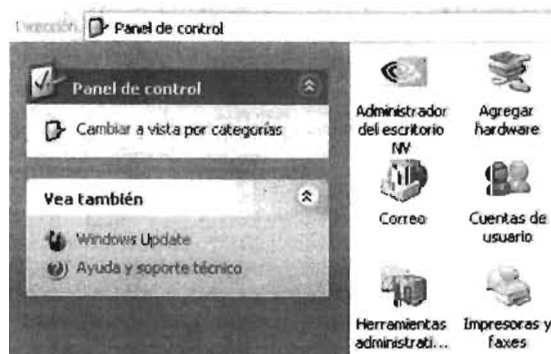 Dirección
Panel de control
Panel de control
Cambiar a vista por categorías
Vea también
Windows Update
Ayuda y soporte técnico
Administrador
del escritorio
NV
Agregar
hardware
Correo
Cuentas de
usuario
Herramientas
administrati...
Impresoras y
faxes